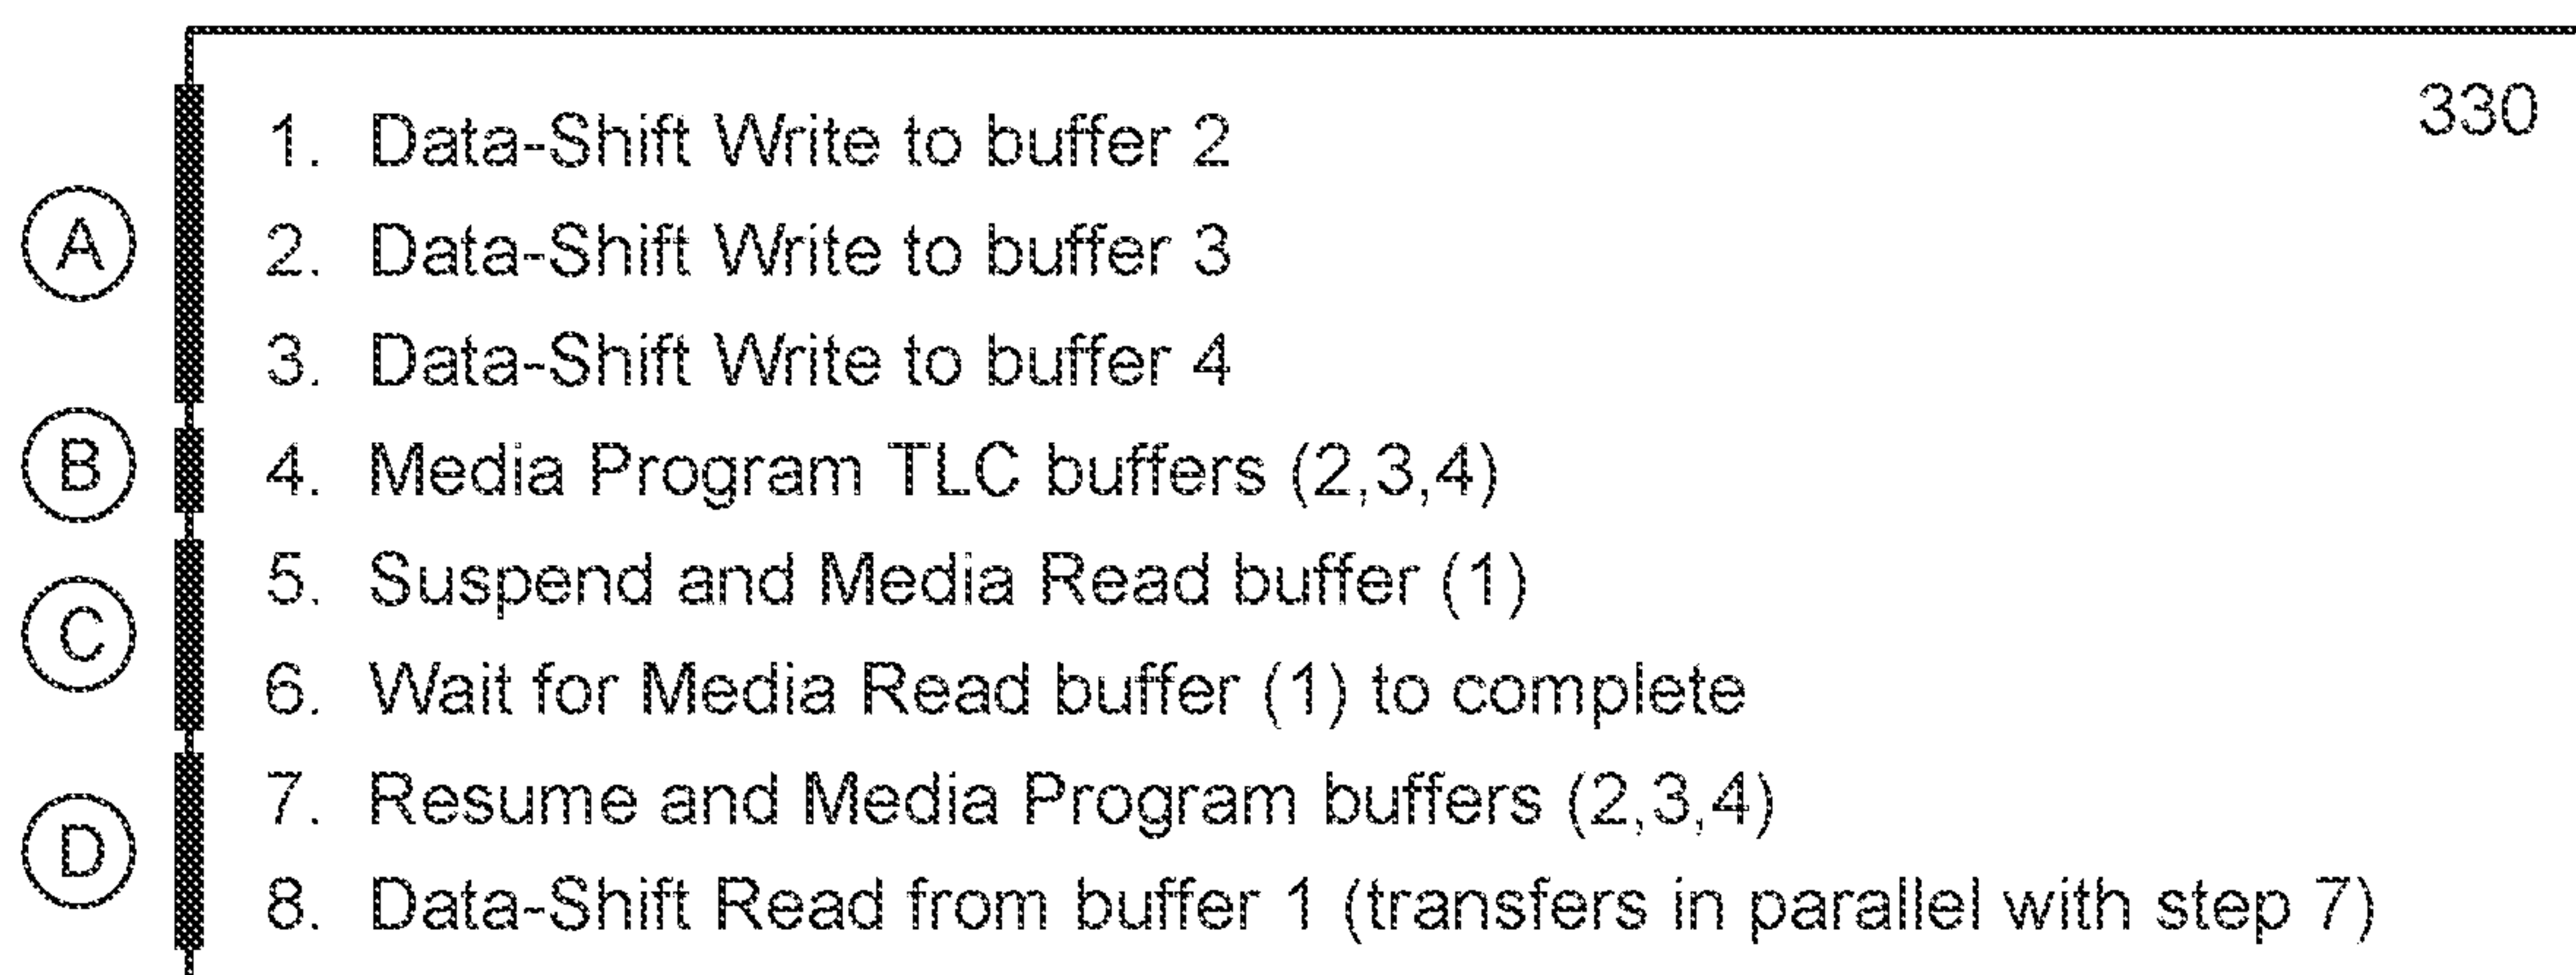 330
1. Data-Shift Write to buffer 2
A
2. Data-Shift Write to buffer 3
3. Data-Shift Write to buffer 4
B
4. Media Program TLC buffers (2,3,4)
5. Suspend and Media Read buffer (1)
C
6. Wait for Media Read buffer (1) to complete
7. Resume and Media Program buffers (2,3,4)
D
8. Data-Shift Read from buffer 1 (transfers in parallel with step 7)